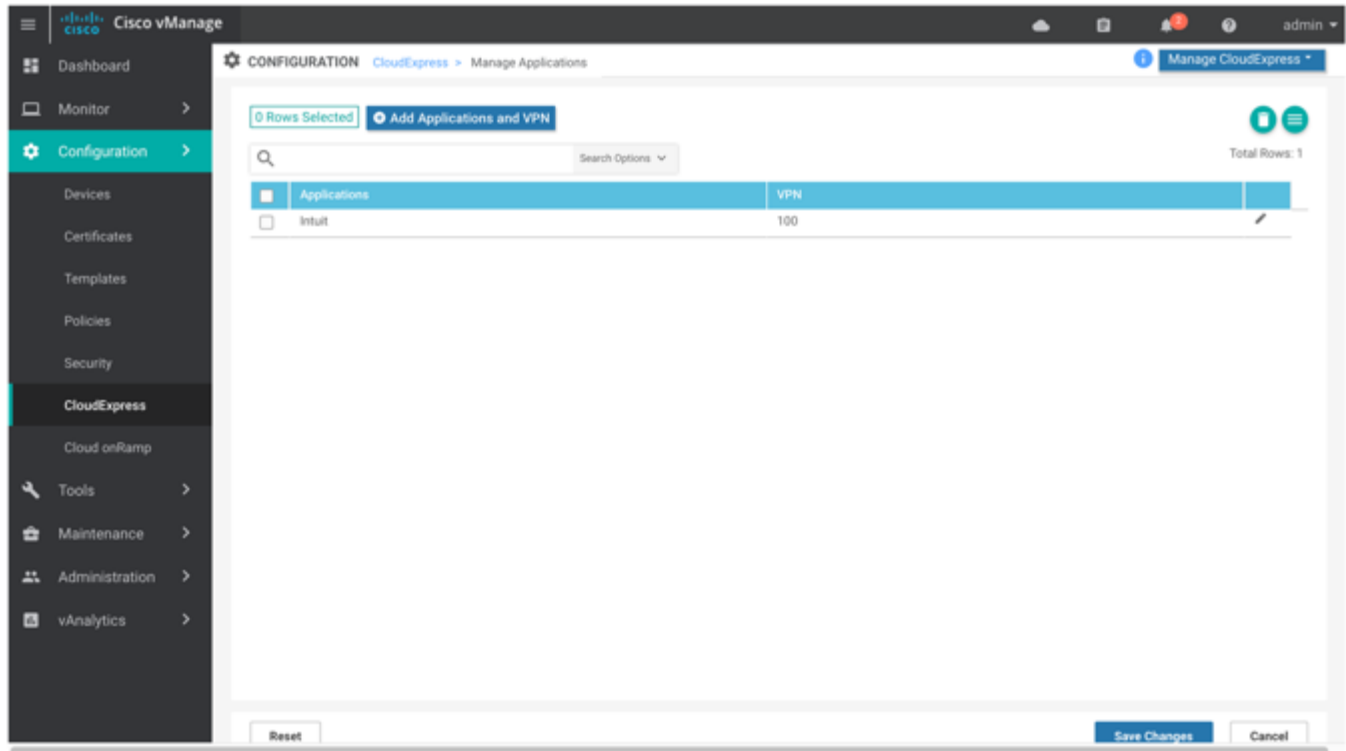 cisco Cisco vManage
2
admin
Dashboard
Monitor
Configuration
Devices
Certificates
Templates
Policies
Security
CloudExpress
Cloud onRamp
Tools
Maintenance
Administration
vAnalytics
CONFIGURATION CloudExpress > Manage Applications
Manage CloudExpress
0 Rows Selected Add Applications and VPN
Search Options
Total Rows: 1
Applications VPN
Intuit 100
Reset Save Changes Cancel